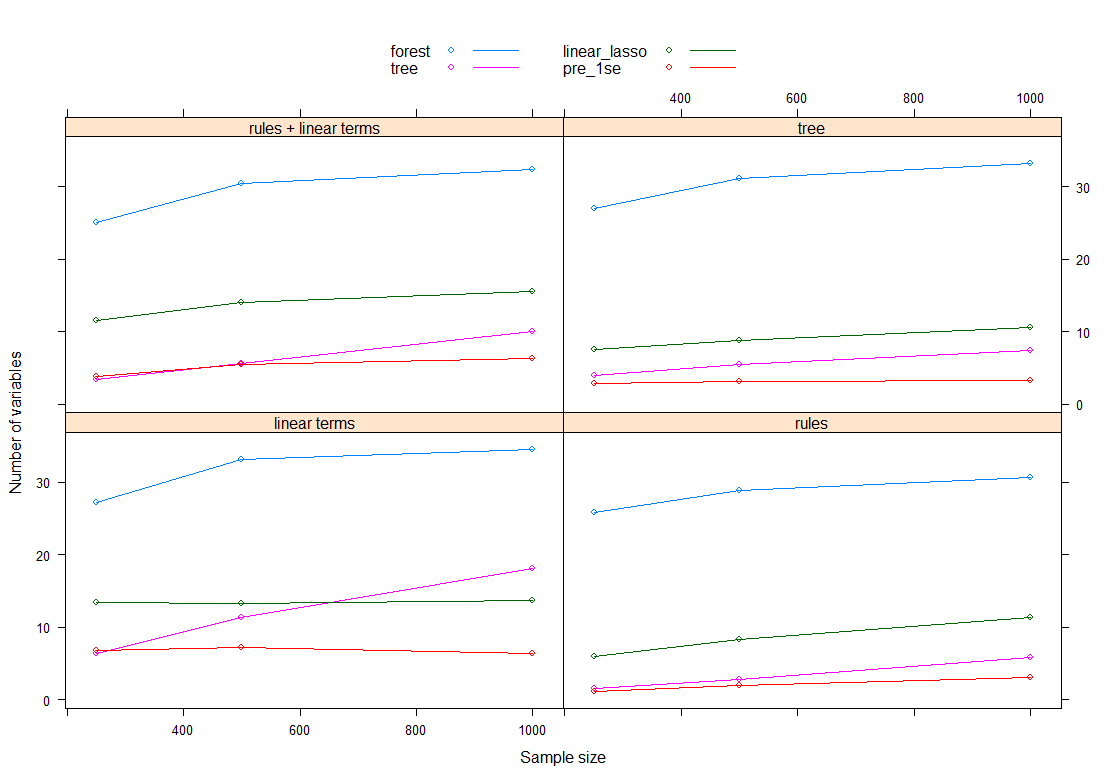 forest linear_lasso
tree pre_1se
400 600 800 1000
rules + linear terms tree
30
20
10
0
Number of variables
linear terms rules
30
20
10
0
400 600 800 1000
Sample size